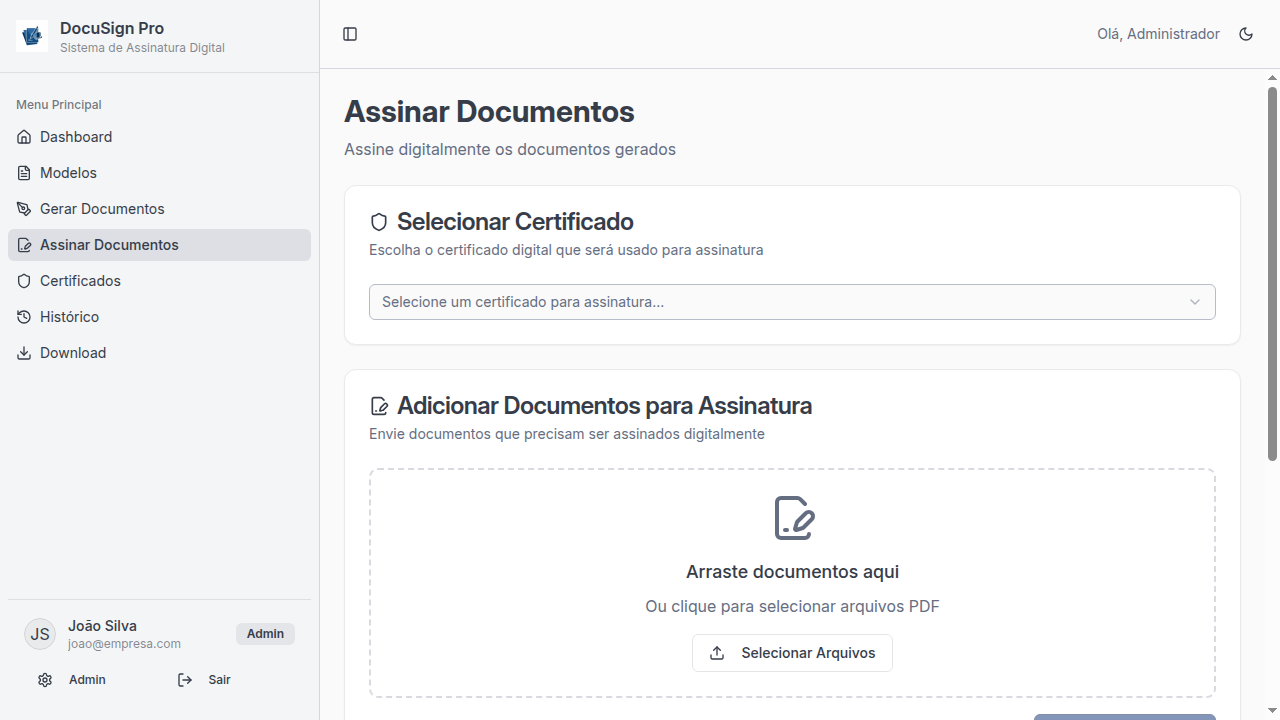 DocuSign Pro
Sistema de Assinatura Digital
Olá, Administrador
Menu Principal
Dashboard
Modelos
Gerar Documentos
Assinar Documentos
Certificados
Histórico
Download
JS
João Silva
joao@empresa.com
Admin
Admin
Sair
Assinar Documentos
Assine digitalmente os documentos gerados
Selecionar Certificado
Escolha o certificado digital que será usado para assinatura
Selecione um certificado para assinatura...
Adicionar Documentos para Assinatura
Envie documentos que precisam ser assinados digitalmente
Arraste documentos aqui
Ou clique para selecionar arquivos PDF
Selecionar Arquivos